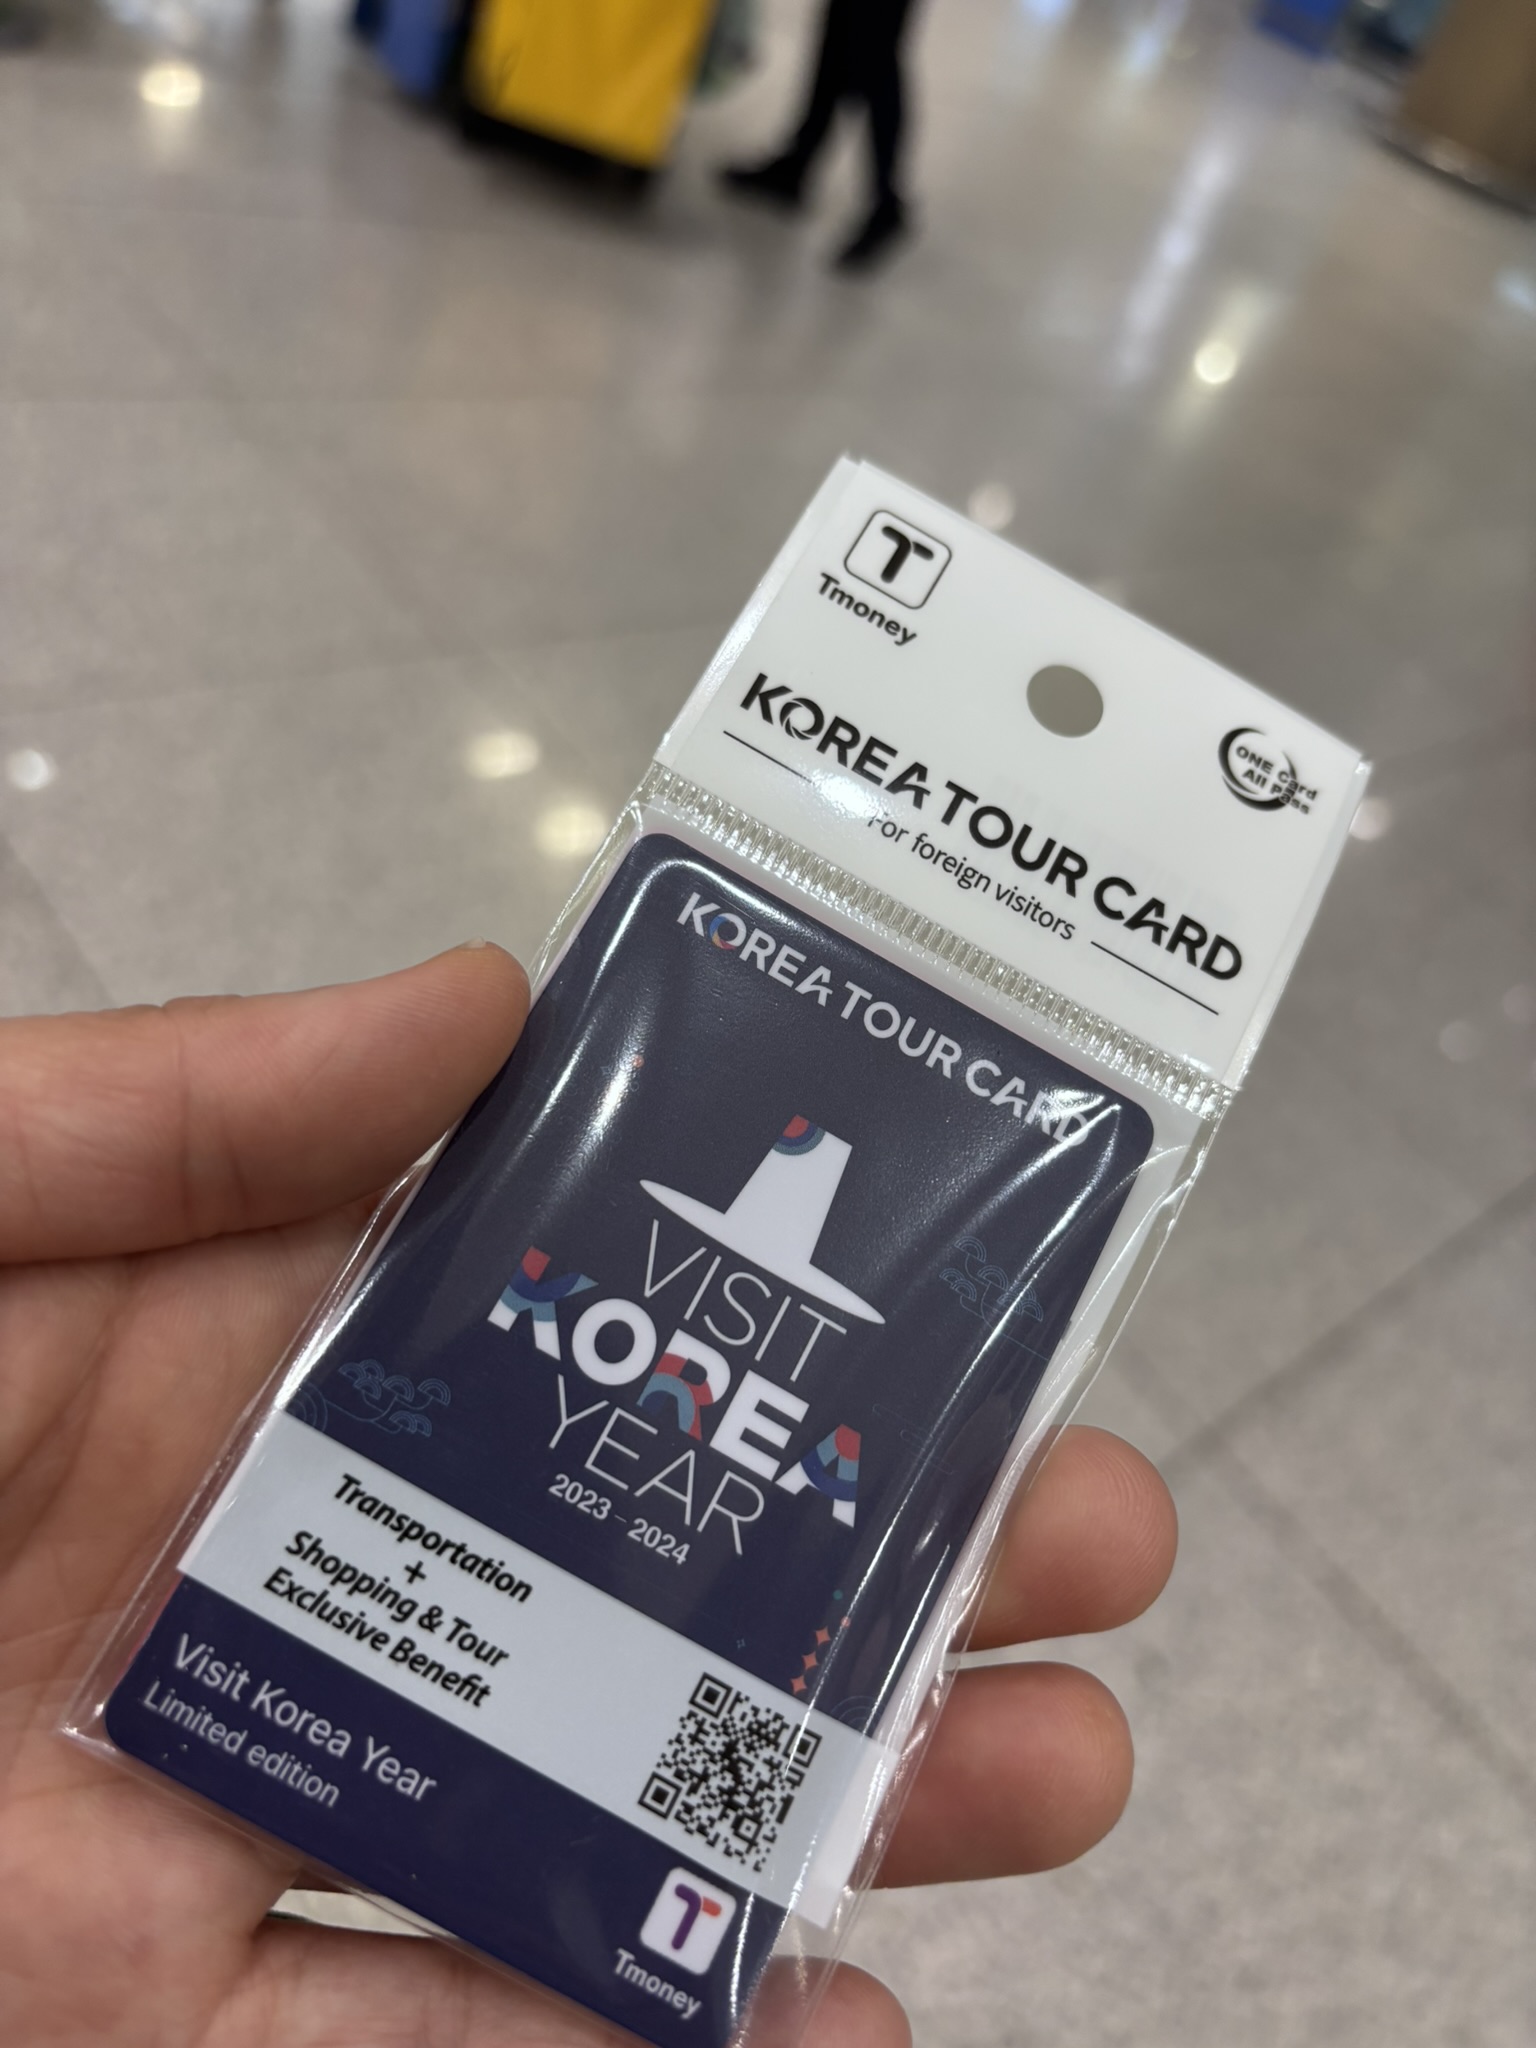 Tmoney
KOREA TOUR CARD
For foreign visitors
ONE Card
All Pass
KOREA TOUR CARD
VISIT
KOREA
YEAR
2023 - 2024
Transportation
+
Shopping & Tour
Exclusive Benefit
Visit Korea Year
Limited edition
Tmoney